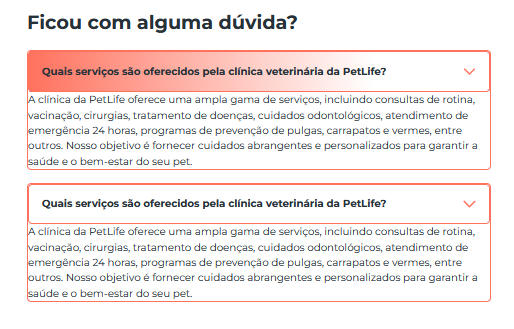 Ficou com alguma dúvida?
Quais serviços são oferecidos pela clínica veterinária da PetLife?
A clínica da PetLife oferece uma ampla gama de serviços, incluindo consultas de rotina,
vacinação, cirurgias, tratamento de doenças, cuidados odontológicos, atendimento de
emergência 24 horas, programas de prevenção de pulgas, carrapatos e vermes, entre
outros. Nosso objetivo é fornecer cuidados abrangentes e personalizados para garantir a
saúde e o bem-estar do seu pet.
Quais serviços são oferecidos pela clínica veterinária da PetLife?
A clínica da PetLife oferece uma ampla gama de serviços, incluindo consultas de rotina,
vacinação, cirurgias, tratamento de doenças, cuidados odontológicos, atendimento de
emergência 24 horas, programas de prevenção de pulgas, carrapatos e vermes, entre
outros. Nosso objetivo é fornecer cuidados abrangentes e personalizados para garantir a
saúde e o bem-estar do seu pet.